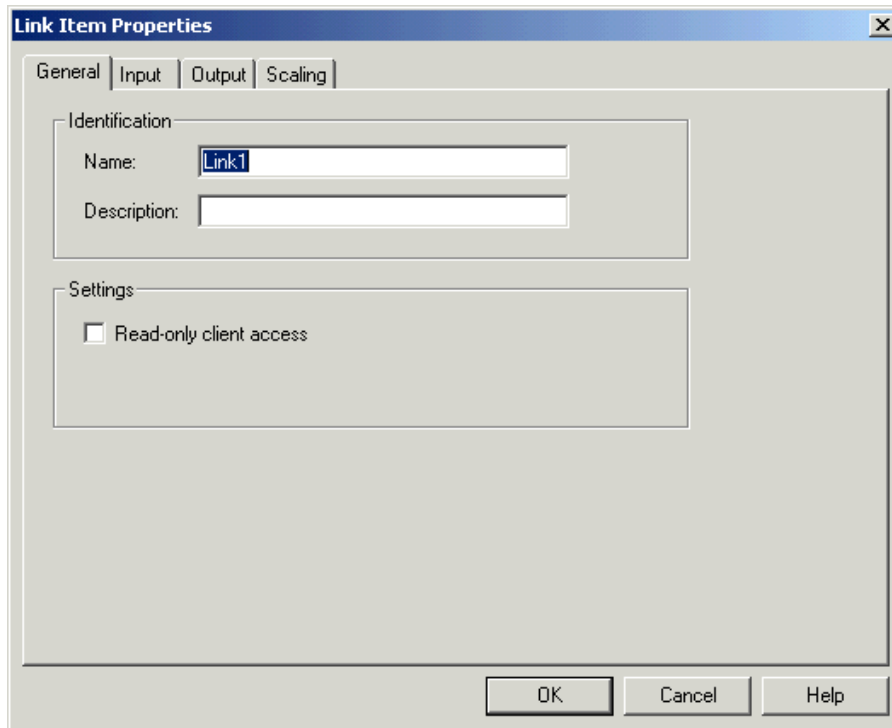 Link Item Properties
General Input Output Scaling
Identification
Name: Link1
Description:
Settings
Read-only client access
OK Cancel Help